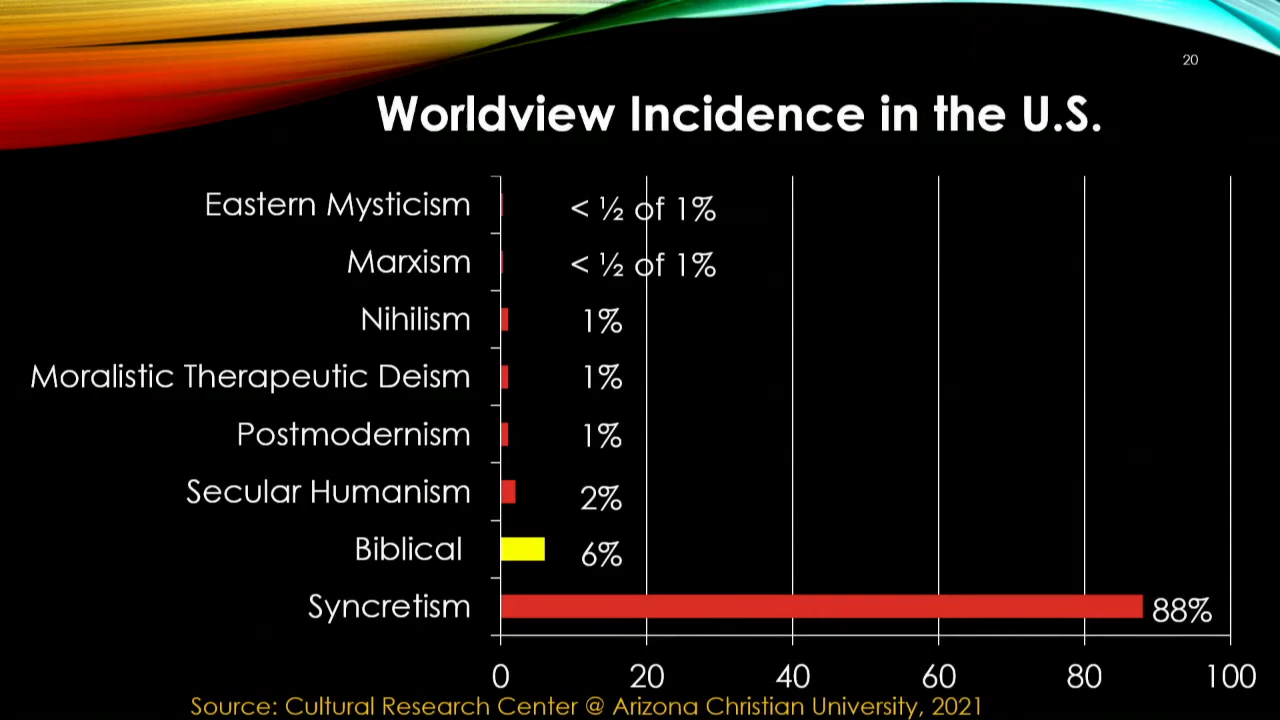 20
Worldview Incidence in the U.S.
Eastern Mysticism < ½ of 1%
Marxism < ½ of 1%
Nihilism 1%
Moralistic Therapeutic Deism 1%
Postmodernism 1%
Secular Humanism 2%
Biblical 6%
Syncretism 88%
0 20 40 60 80 100
Source: Cultural Research Center @ Arizona Christian University, 2021